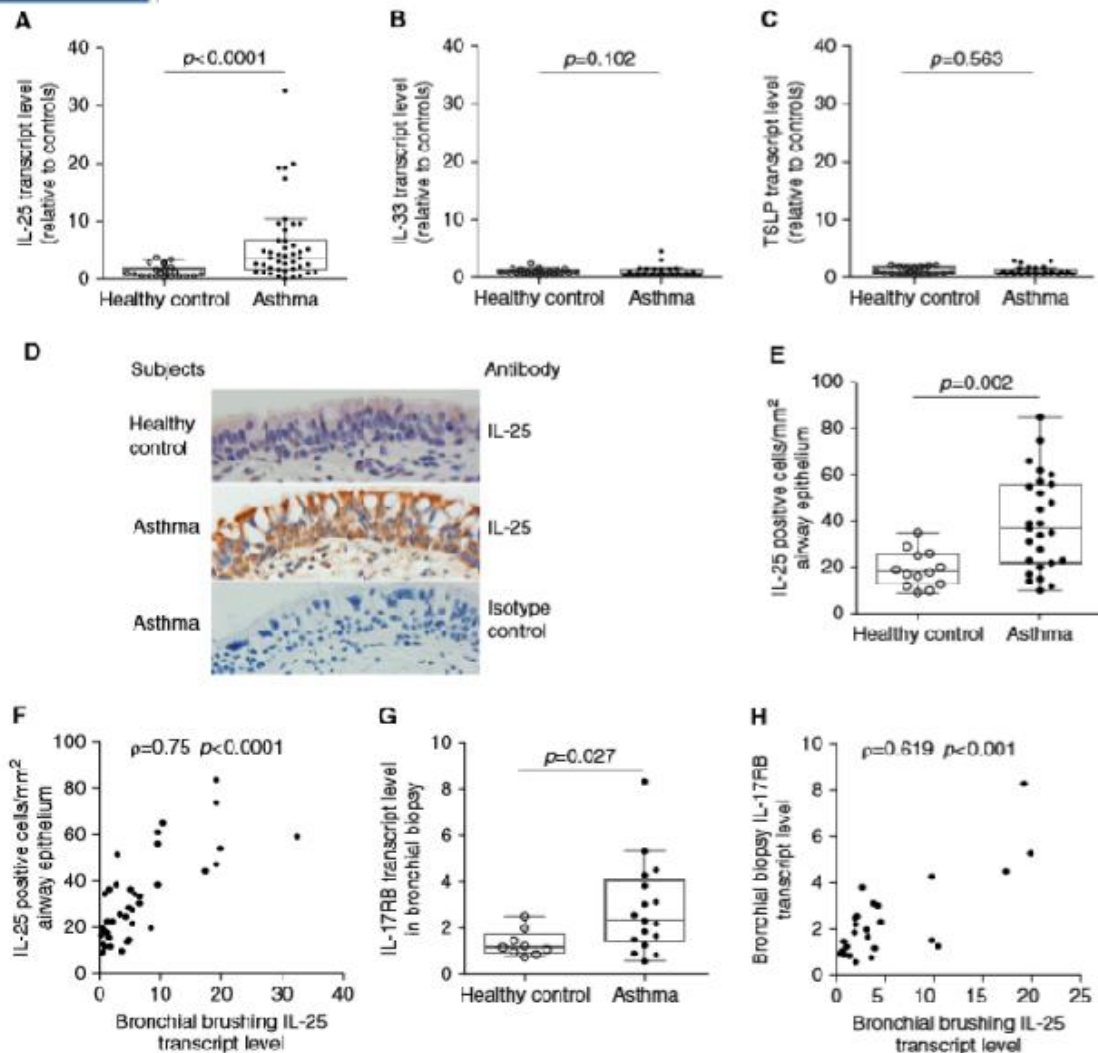 A
IL-25 transcript level
(relative to controls)
40
30
20
10
0
p<0.0001
Healthy control
Asthma
B
IL-33 transcript level
(relative to controls)
40
30
20
10
0
p=0.102
Healthy control
Asthma
C
TSLP transcript level
(relative to controls)
40
30
20
10
0
p=0.563
Healthy control
Asthma
D
Subjects
Antibody
Healthy
control
IL-25
Asthma
IL-25
Asthma
Isotype
control
E
IL-25 positive cells/mm²
airway epithelium
100
80
60
40
20
0
p=0.002
Healthy control
Asthma
F
IL-25 positive cells/mm²
airway epithelium
100
80
60
40
20
0
ρ=0.75 p<0.0001
0
10
20
30
40
Bronchial brushing IL-25
transcript level
G
IL-17RB transcript level
in bronchial biopsy
10
8
6
4
2
0
p=0.027
Healthy control
Asthma
H
Bronchial biopsy IL-17RB
transcript level
10
8
6
4
2
0
ρ=0.619 p<0.001
0
5
10
15
20
25
Bronchial brushing IL-25
transcript level